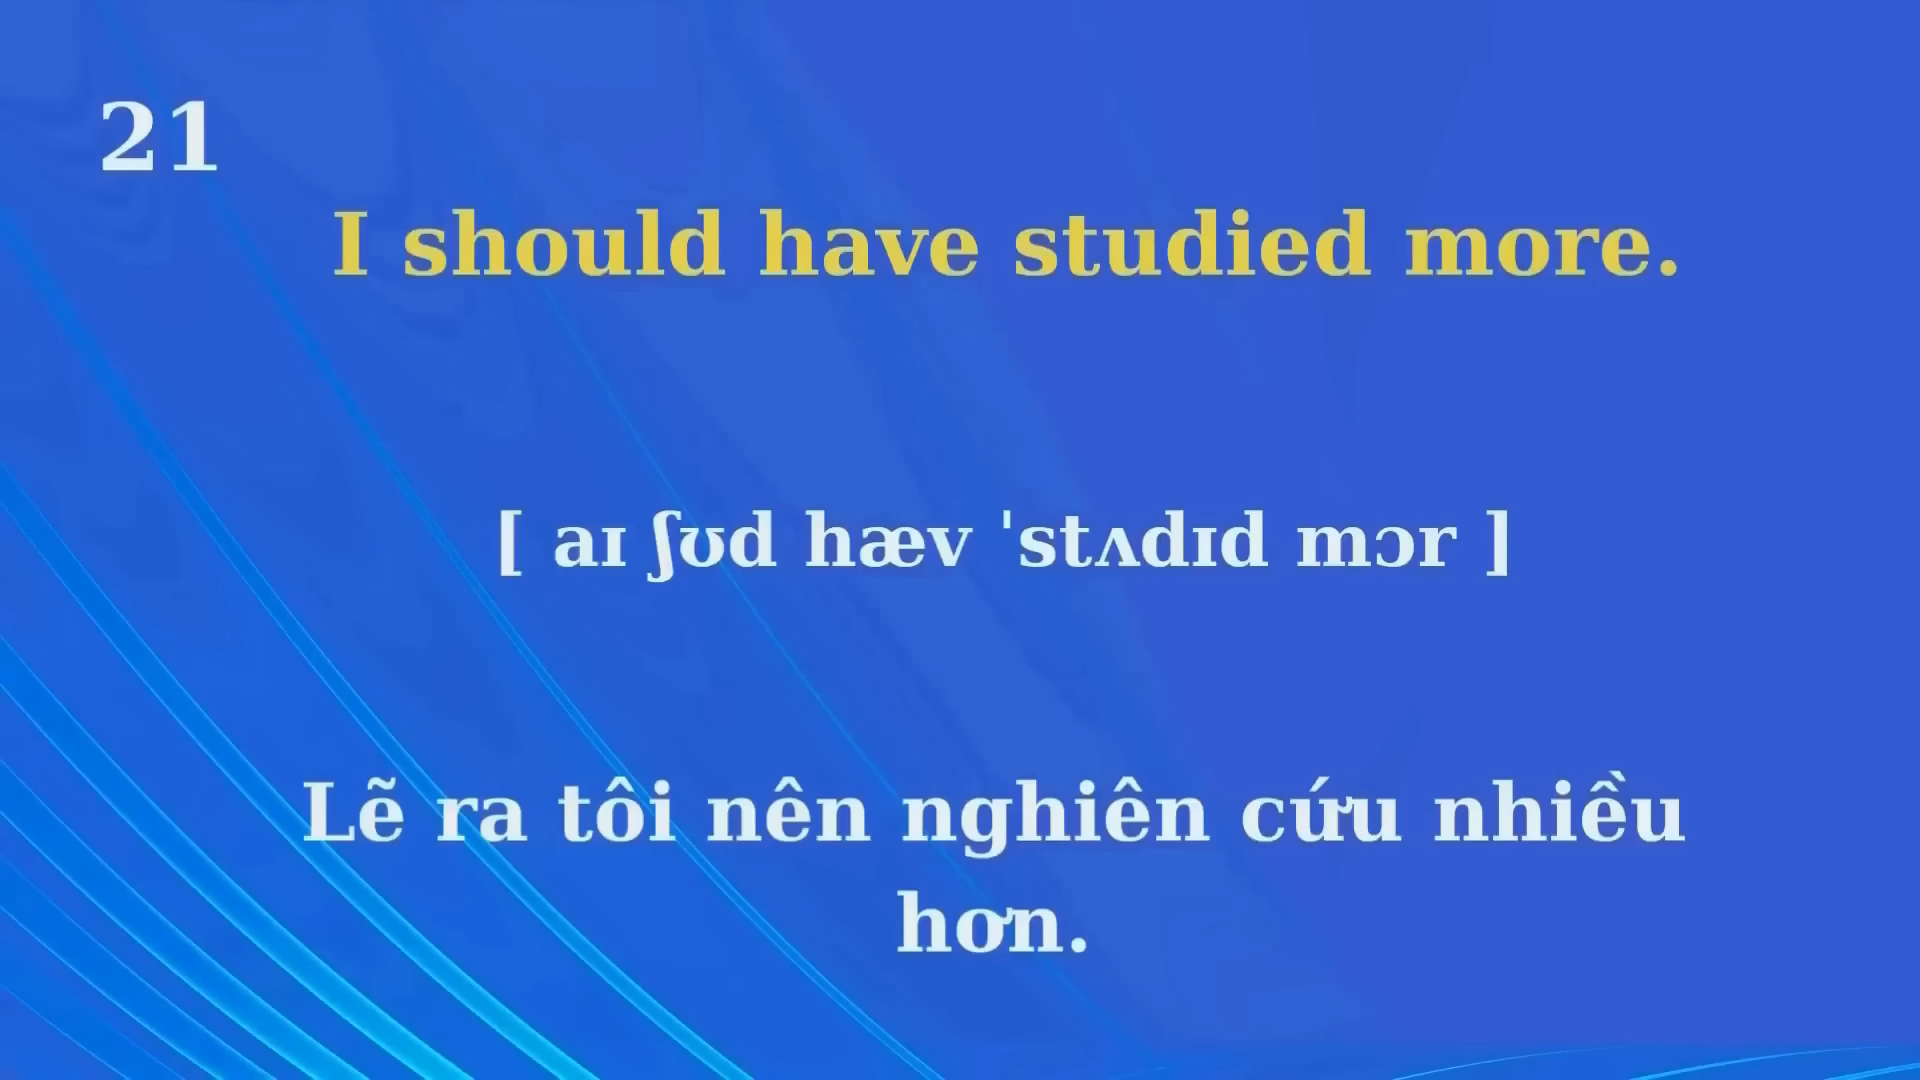 21
I should have studied more.
[ aɪ ʃʊd hæv ˈstʌdɪd mɔr ]
Lẽ ra tôi nên nghiên cứu nhiều
hơn.